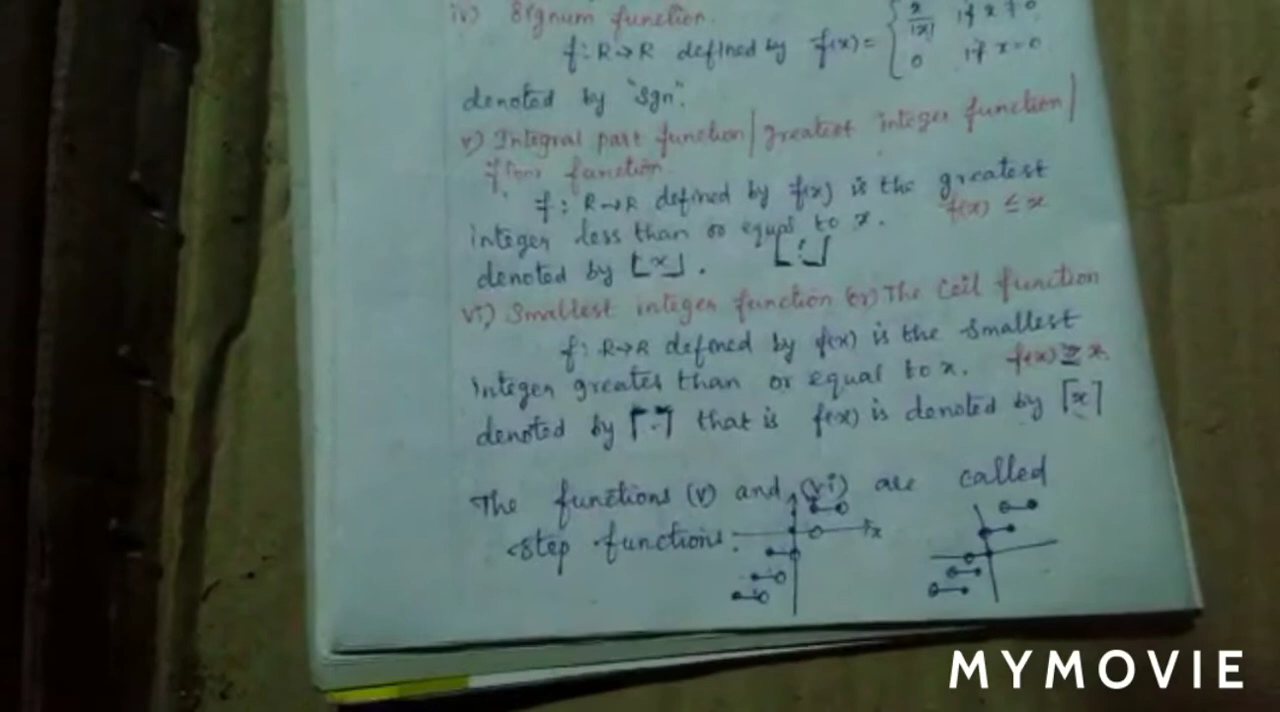 iv) Signum function.
f: R→R defined by f(x) = { x/|x| if x ≠ 0
0 if x=0
denoted by "Sgn".
v) Integral part function | greatest integer function |
floor function.
f: R→R defined by f(x) is the greatest
integer less than or equal to x. f(x) ≤ x
denoted by ⌊x⌋. ⌊.⌋
vi) Smallest integer function (or) The Ceil function
f: R→R defined by f(x) is the smallest
integer greater than or equal to x. f(x) ≥ x.
denoted by ⌈.⌉ that is f(x) is denoted by ⌈x⌉
The functions (v) and (vi) are called
step functions.
x
MYMOVIE